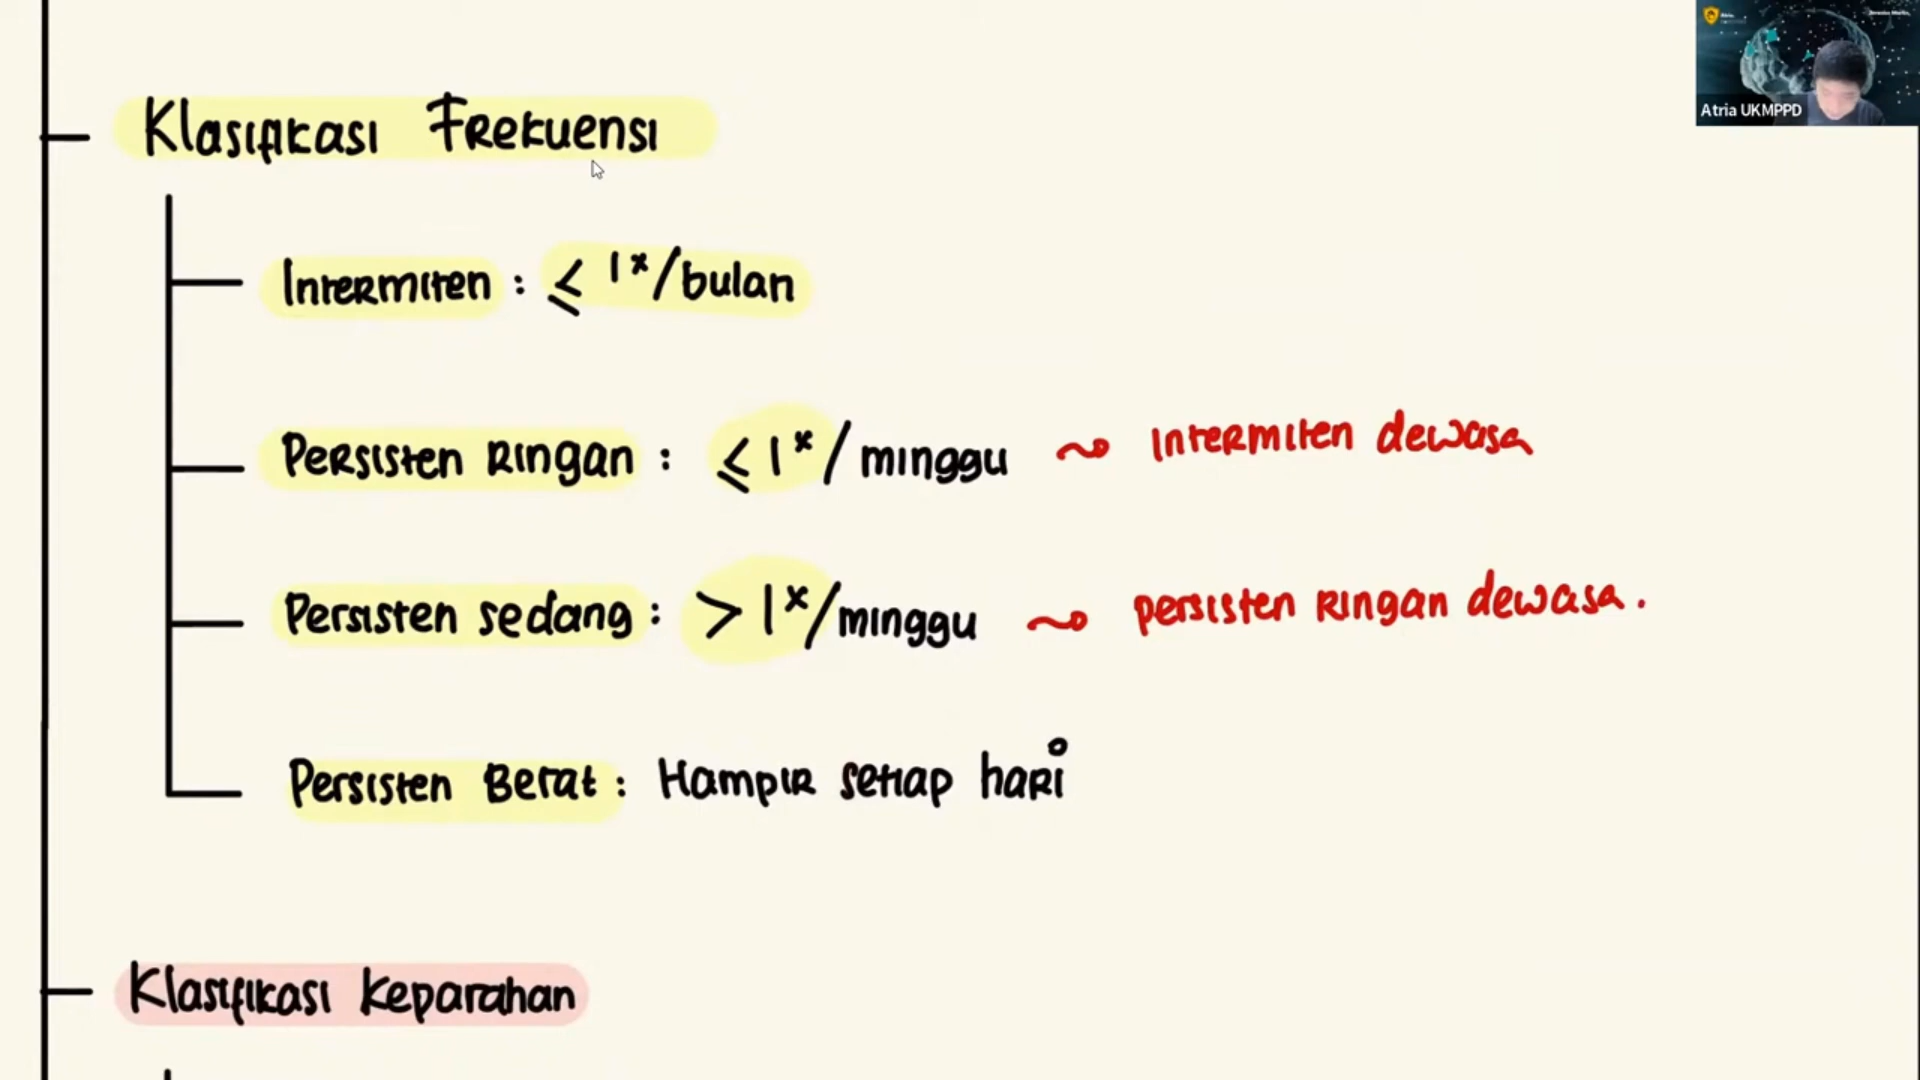 Klasifikasi Frekuensi
Atria UKMPPD
Intermiten : ≤ 1x/bulan
Persisten Ringan : ≤ 1x/ minggu ~ Intermiten dewasa
Persisten sedang : > 1x/minggu ~ persisten Ringan dewasa.
Persisten Berat : Hampir setiap hari
Klasifikasi Keparahan